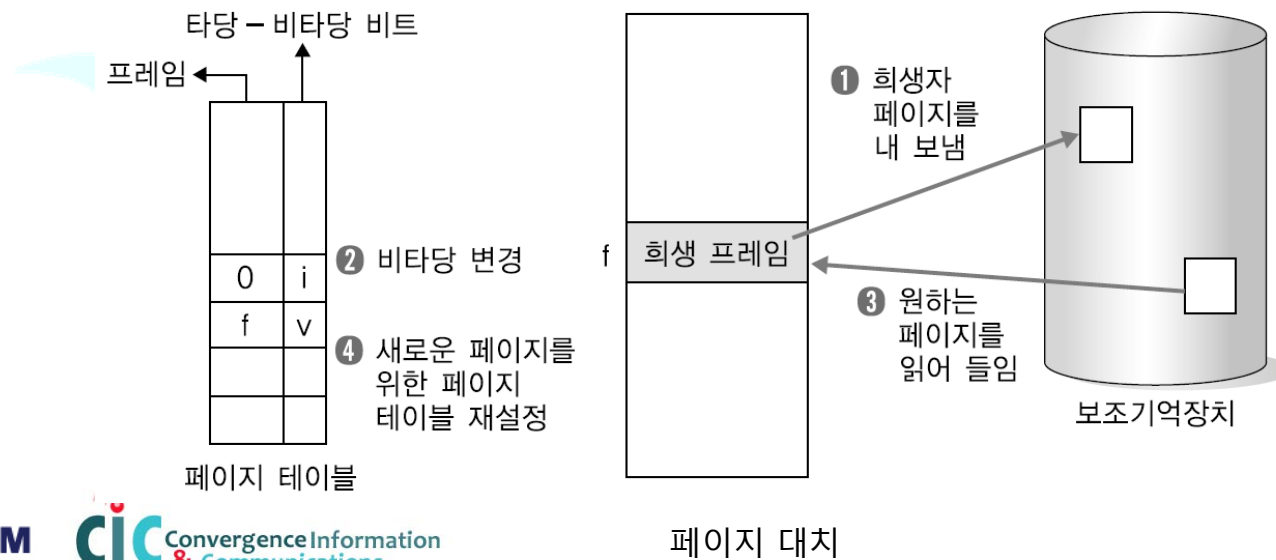 타당 – 비타당 비트
프레임
0 i
f v
❷ 비타당 변경
❹ 새로운 페이지를
위한 페이지
테이블 재설정
페이지 테이블
f
희생 프레임
❶ 희생자
페이지를
내 보냄
❸ 원하는
페이지를
읽어 들임
보조기억장치
M
CiC Convergence Information
& Communications
페이지 대치